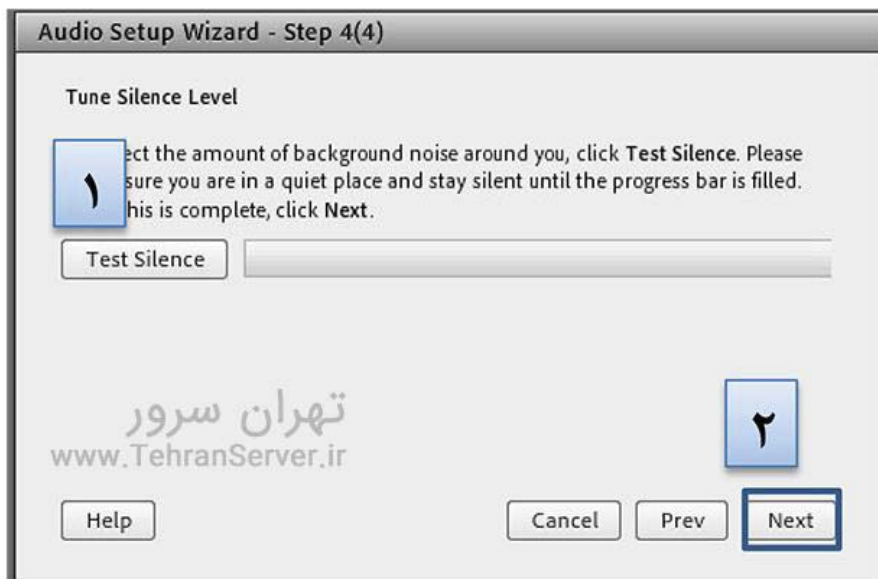 Audio Setup Wizard - Step 4(4)
Tune Silence Level
ect the amount of background noise around you, click Test Silence. Please
۱
sure you are in a quiet place and stay silent until the progress bar is filled.
his is complete, click Next.
Test Silence
تهران سرور
www.TehranServer.ir
۲
Help
Cancel
Prev
Next